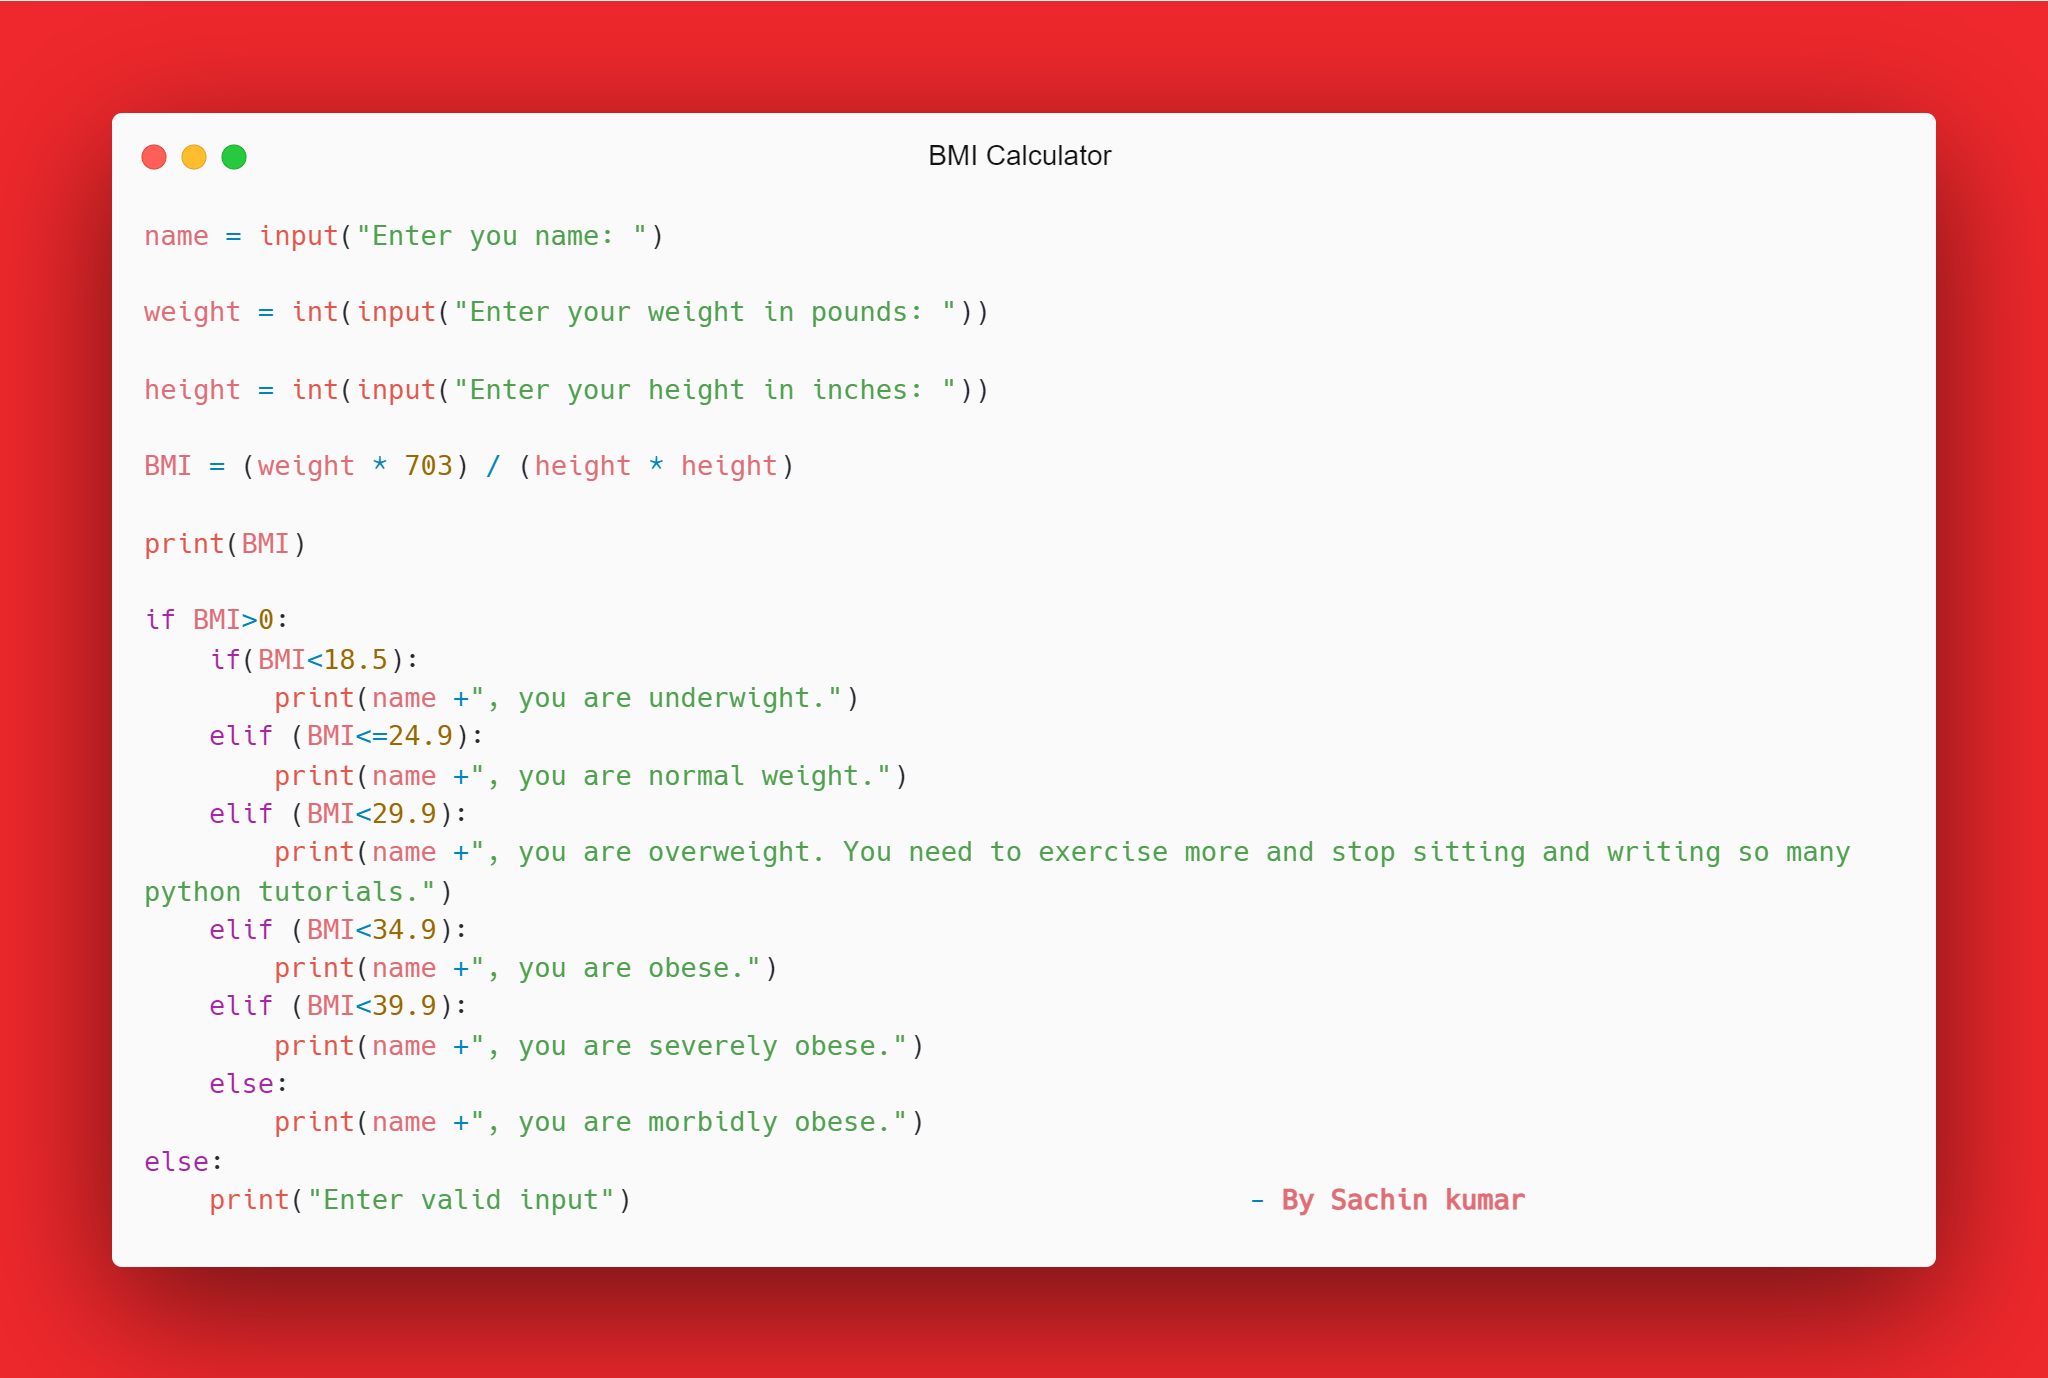 BMI Calculator
name = input("Enter you name: ")
weight = int(input("Enter your weight in pounds: "))
height = int(input("Enter your height in inches: "))
BMI = (weight * 703) / (height * height)
print(BMI)
if BMI>0:
    if(BMI<18.5):
        print(name +", you are underwight.")
    elif (BMI<=24.9):
        print(name +", you are normal weight.")
    elif (BMI<29.9):
        print(name +", you are overweight. You need to exercise more and stop sitting and writing so many
python tutorials.")
    elif (BMI<34.9):
        print(name +", you are obese.")
    elif (BMI<39.9):
        print(name +", you are severely obese.")
    else:
        print(name +", you are morbidly obese.")
else:
    print("Enter valid input")                                      - By Sachin kumar